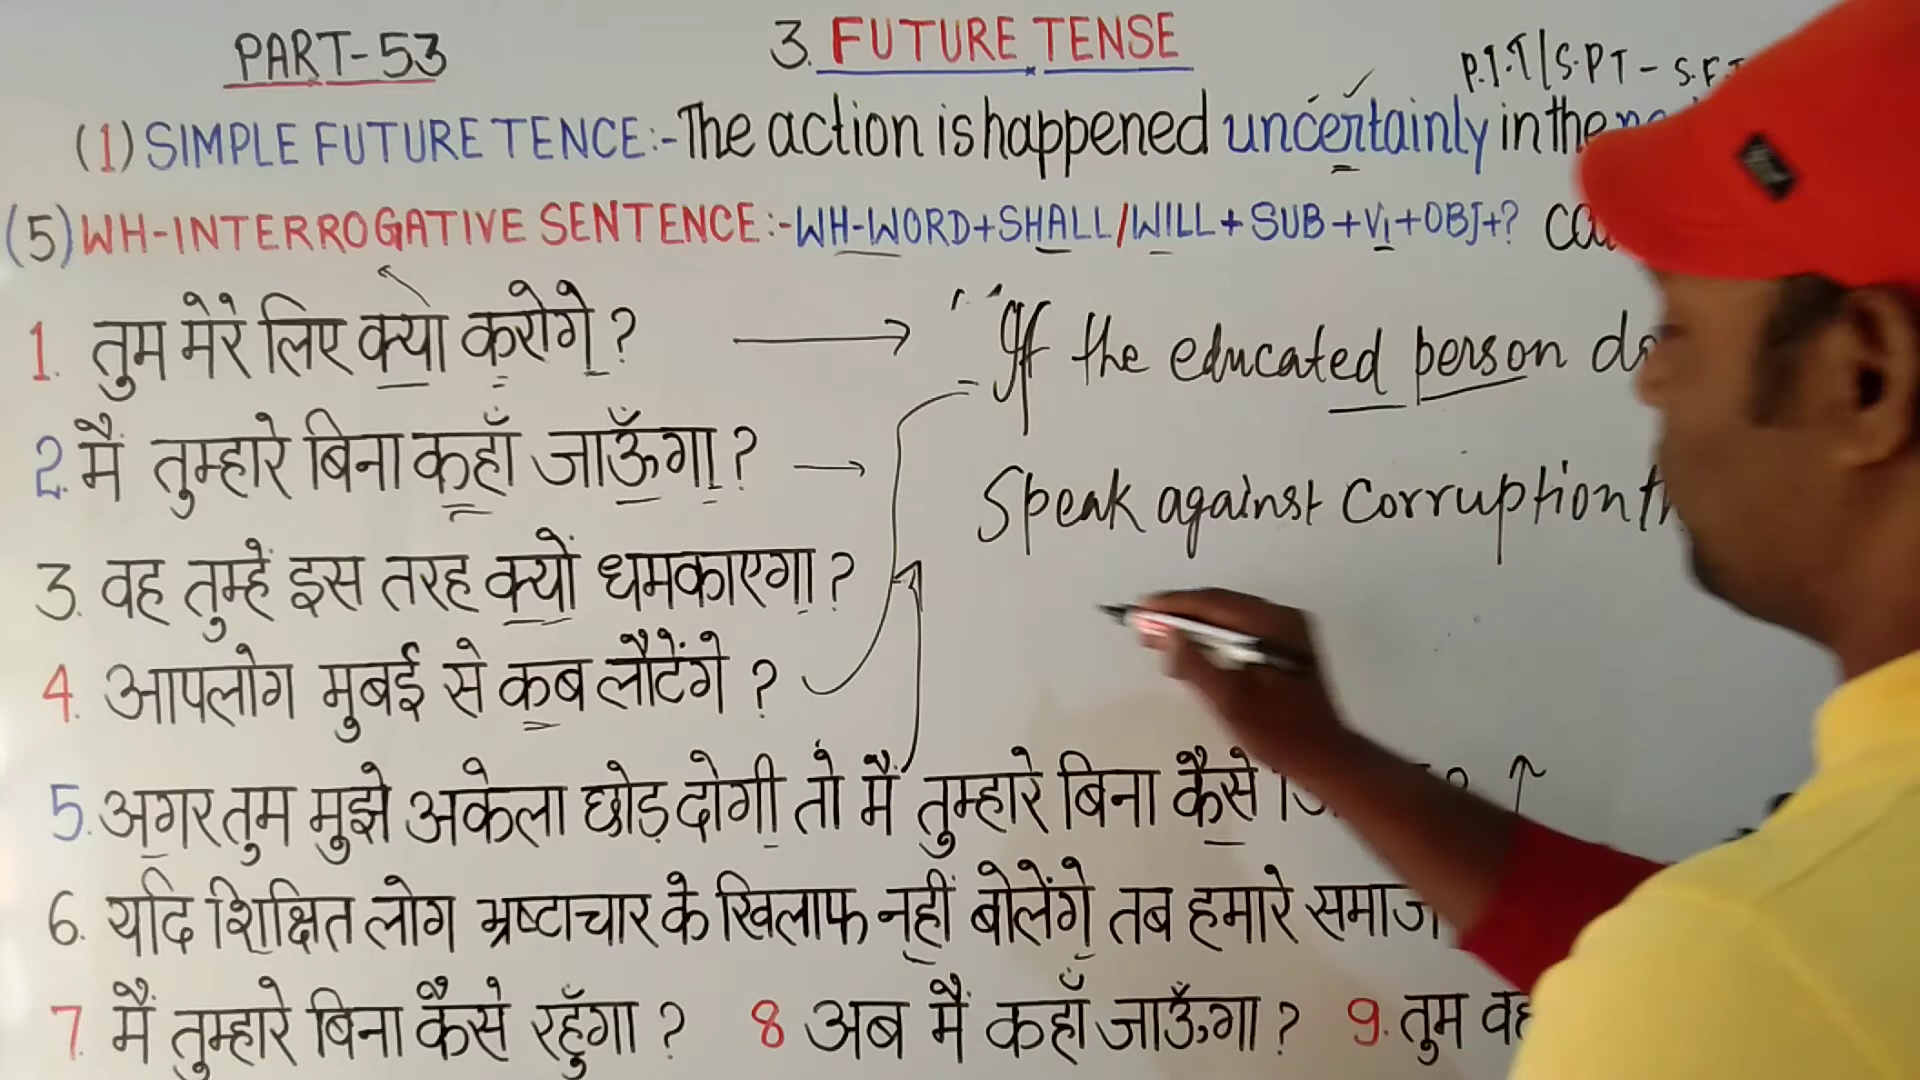 PART-53
3. FUTURE TENSE
P.I.T/S.PT - S.F.
(1) SIMPLE FUTURE TENCE:- The action is happened uncertainly in the
(5) WH-INTERROGATIVE SENTENCE:- WH-WORD+SHALL/WILL+SUB+V1+OBJ+?
1. तुम मेरे लिए क्या करोगे ?
"If the educated person
2. मैं तुम्हारे बिना कहाँ जाऊँगा ?
Speak against corruption
3. वह तुम्हें इस तरह क्यों धमकाएगा ?
4. आपलोग मुबई से कब लौटेंगे ?
5. अगर तुम मुझे अकेला छोड़ दोगी तो मैं तुम्हारे बिना कैसे
6. यदि शिक्षित लोग भ्रष्टाचार के खिलाफ नहीं बोलेंगे तब हमारे समाज
7. मैं तुम्हारे बिना कैसे रहुँगा ? 8 अब मैं कहाँ जाऊँगा ? 9. तुम